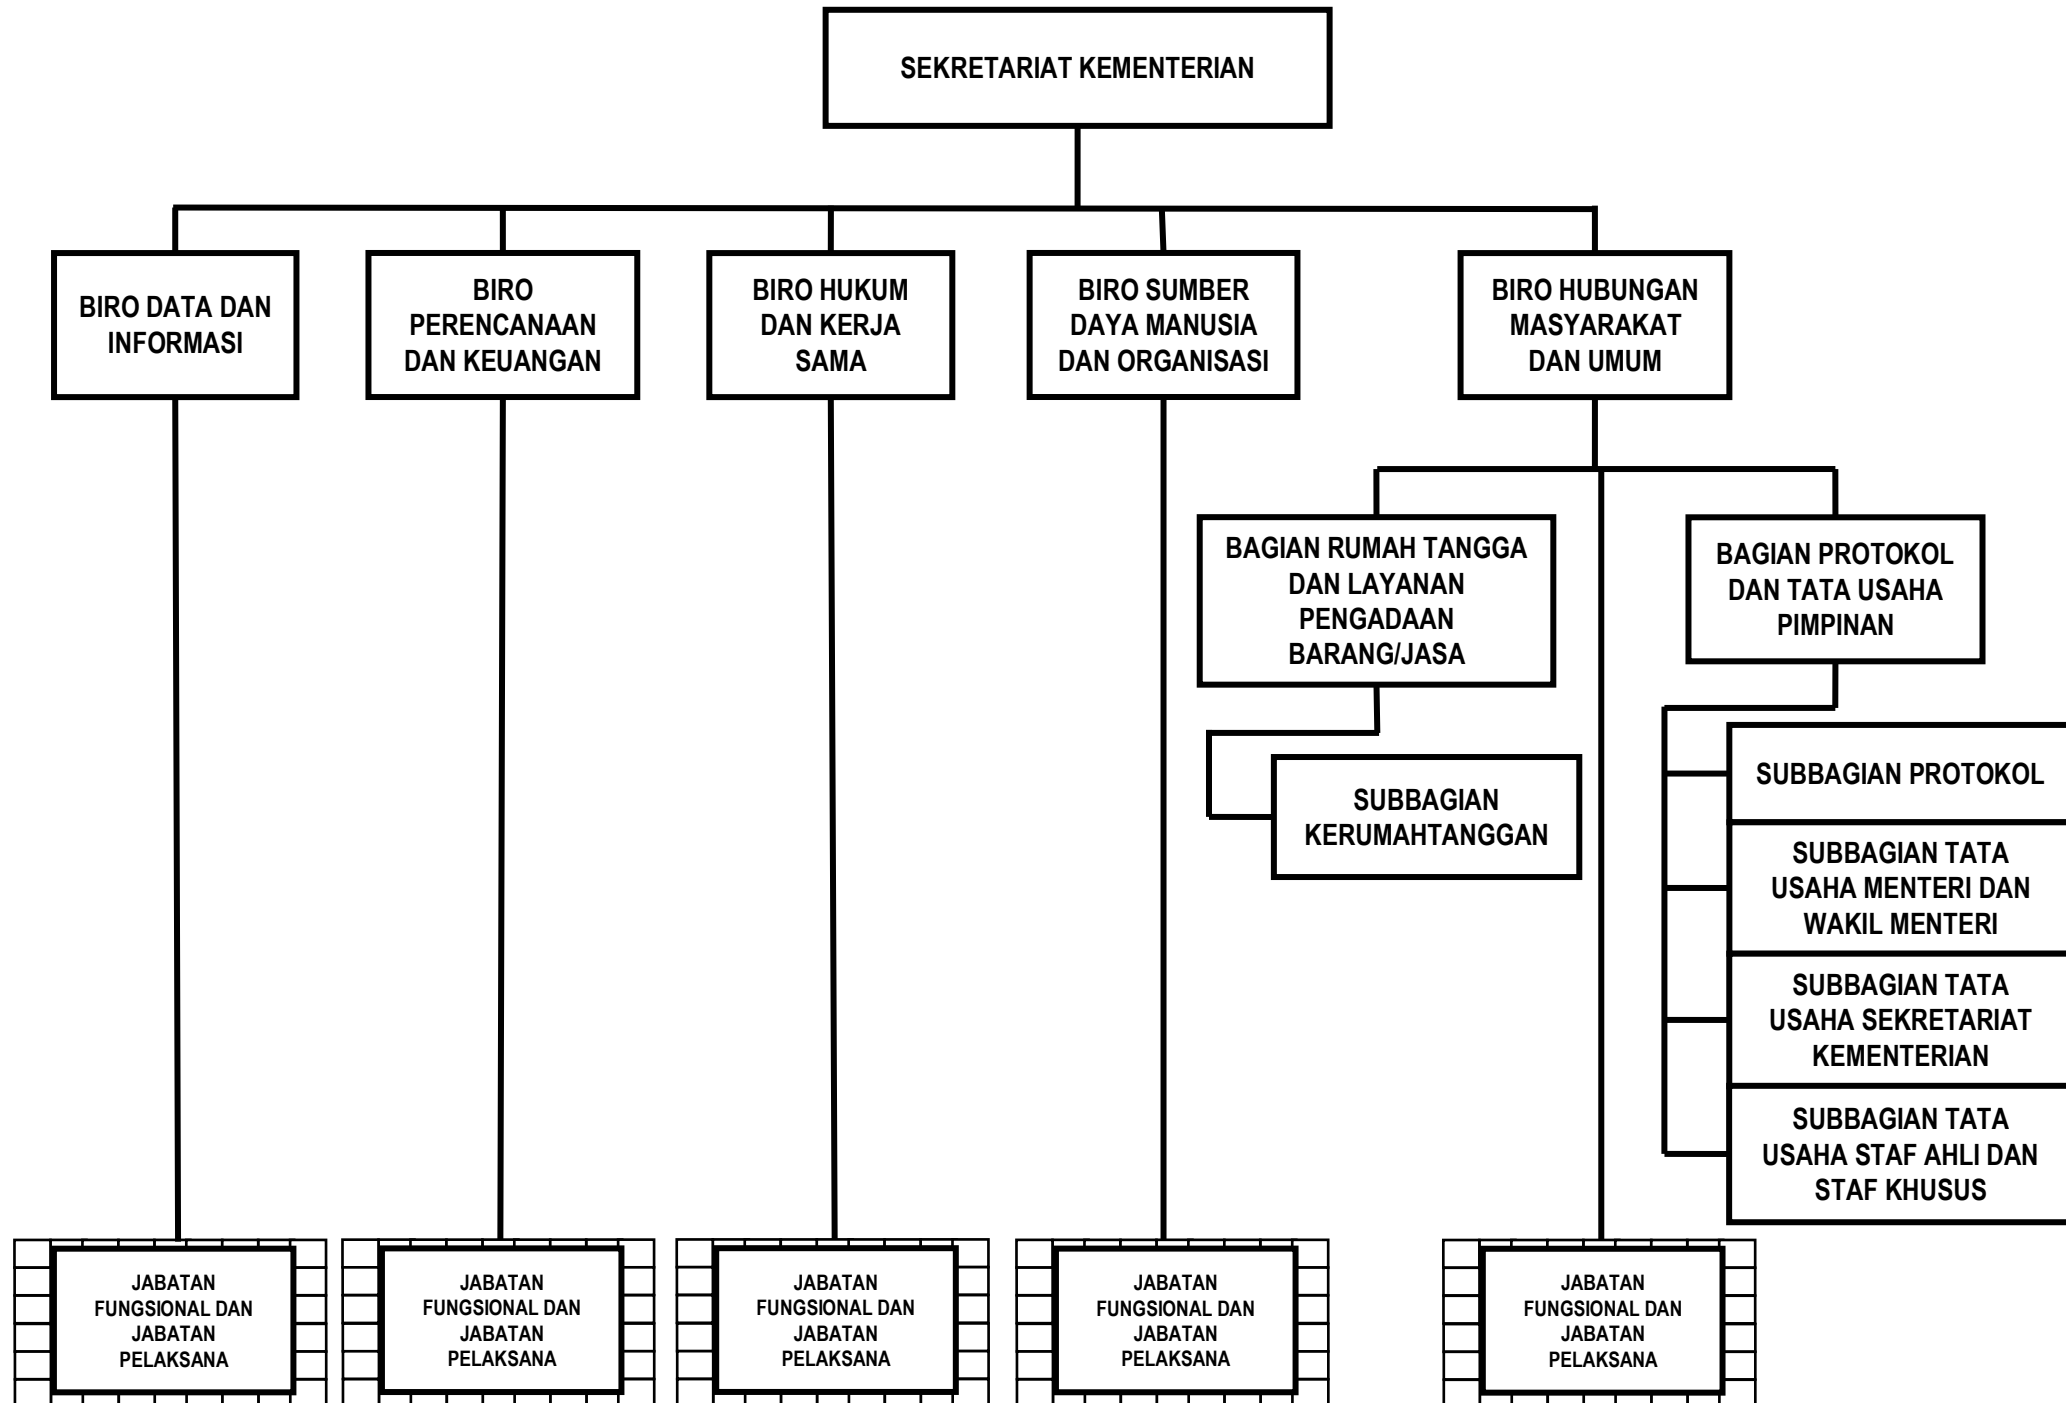 SEKRETARIAT KEMENTERIAN
BIRO DATA DAN
INFORMASI
BIRO
PERENCANAAN
DAN KEUANGAN
BIRO HUKUM
DAN KERJA
SAMA
BIRO SUMBER
DAYA MANUSIA
DAN ORGANISASI
BIRO HUBUNGAN
MASYARAKAT
DAN UMUM
BAGIAN RUMAH TANGGA
DAN LAYANAN
PENGADAAN
BARANG/JASA
BAGIAN PROTOKOL
DAN TATA USAHA
PIMPINAN
SUBBAGIAN
KERUMAHTANGGAN
SUBBAGIAN PROTOKOL
SUBBAGIAN TATA
USAHA MENTERI DAN
WAKIL MENTERI
SUBBAGIAN TATA
USAHA SEKRETARIAT
KEMENTERIAN
SUBBAGIAN TATA
USAHA STAF AHLI DAN
STAF KHUSUS
JABATAN
FUNGSIONAL DAN
JABATAN
PELAKSANA
JABATAN
FUNGSIONAL DAN
JABATAN
PELAKSANA
JABATAN
FUNGSIONAL DAN
JABATAN
PELAKSANA
JABATAN
FUNGSIONAL DAN
JABATAN
PELAKSANA
JABATAN
FUNGSIONAL DAN
JABATAN
PELAKSANA